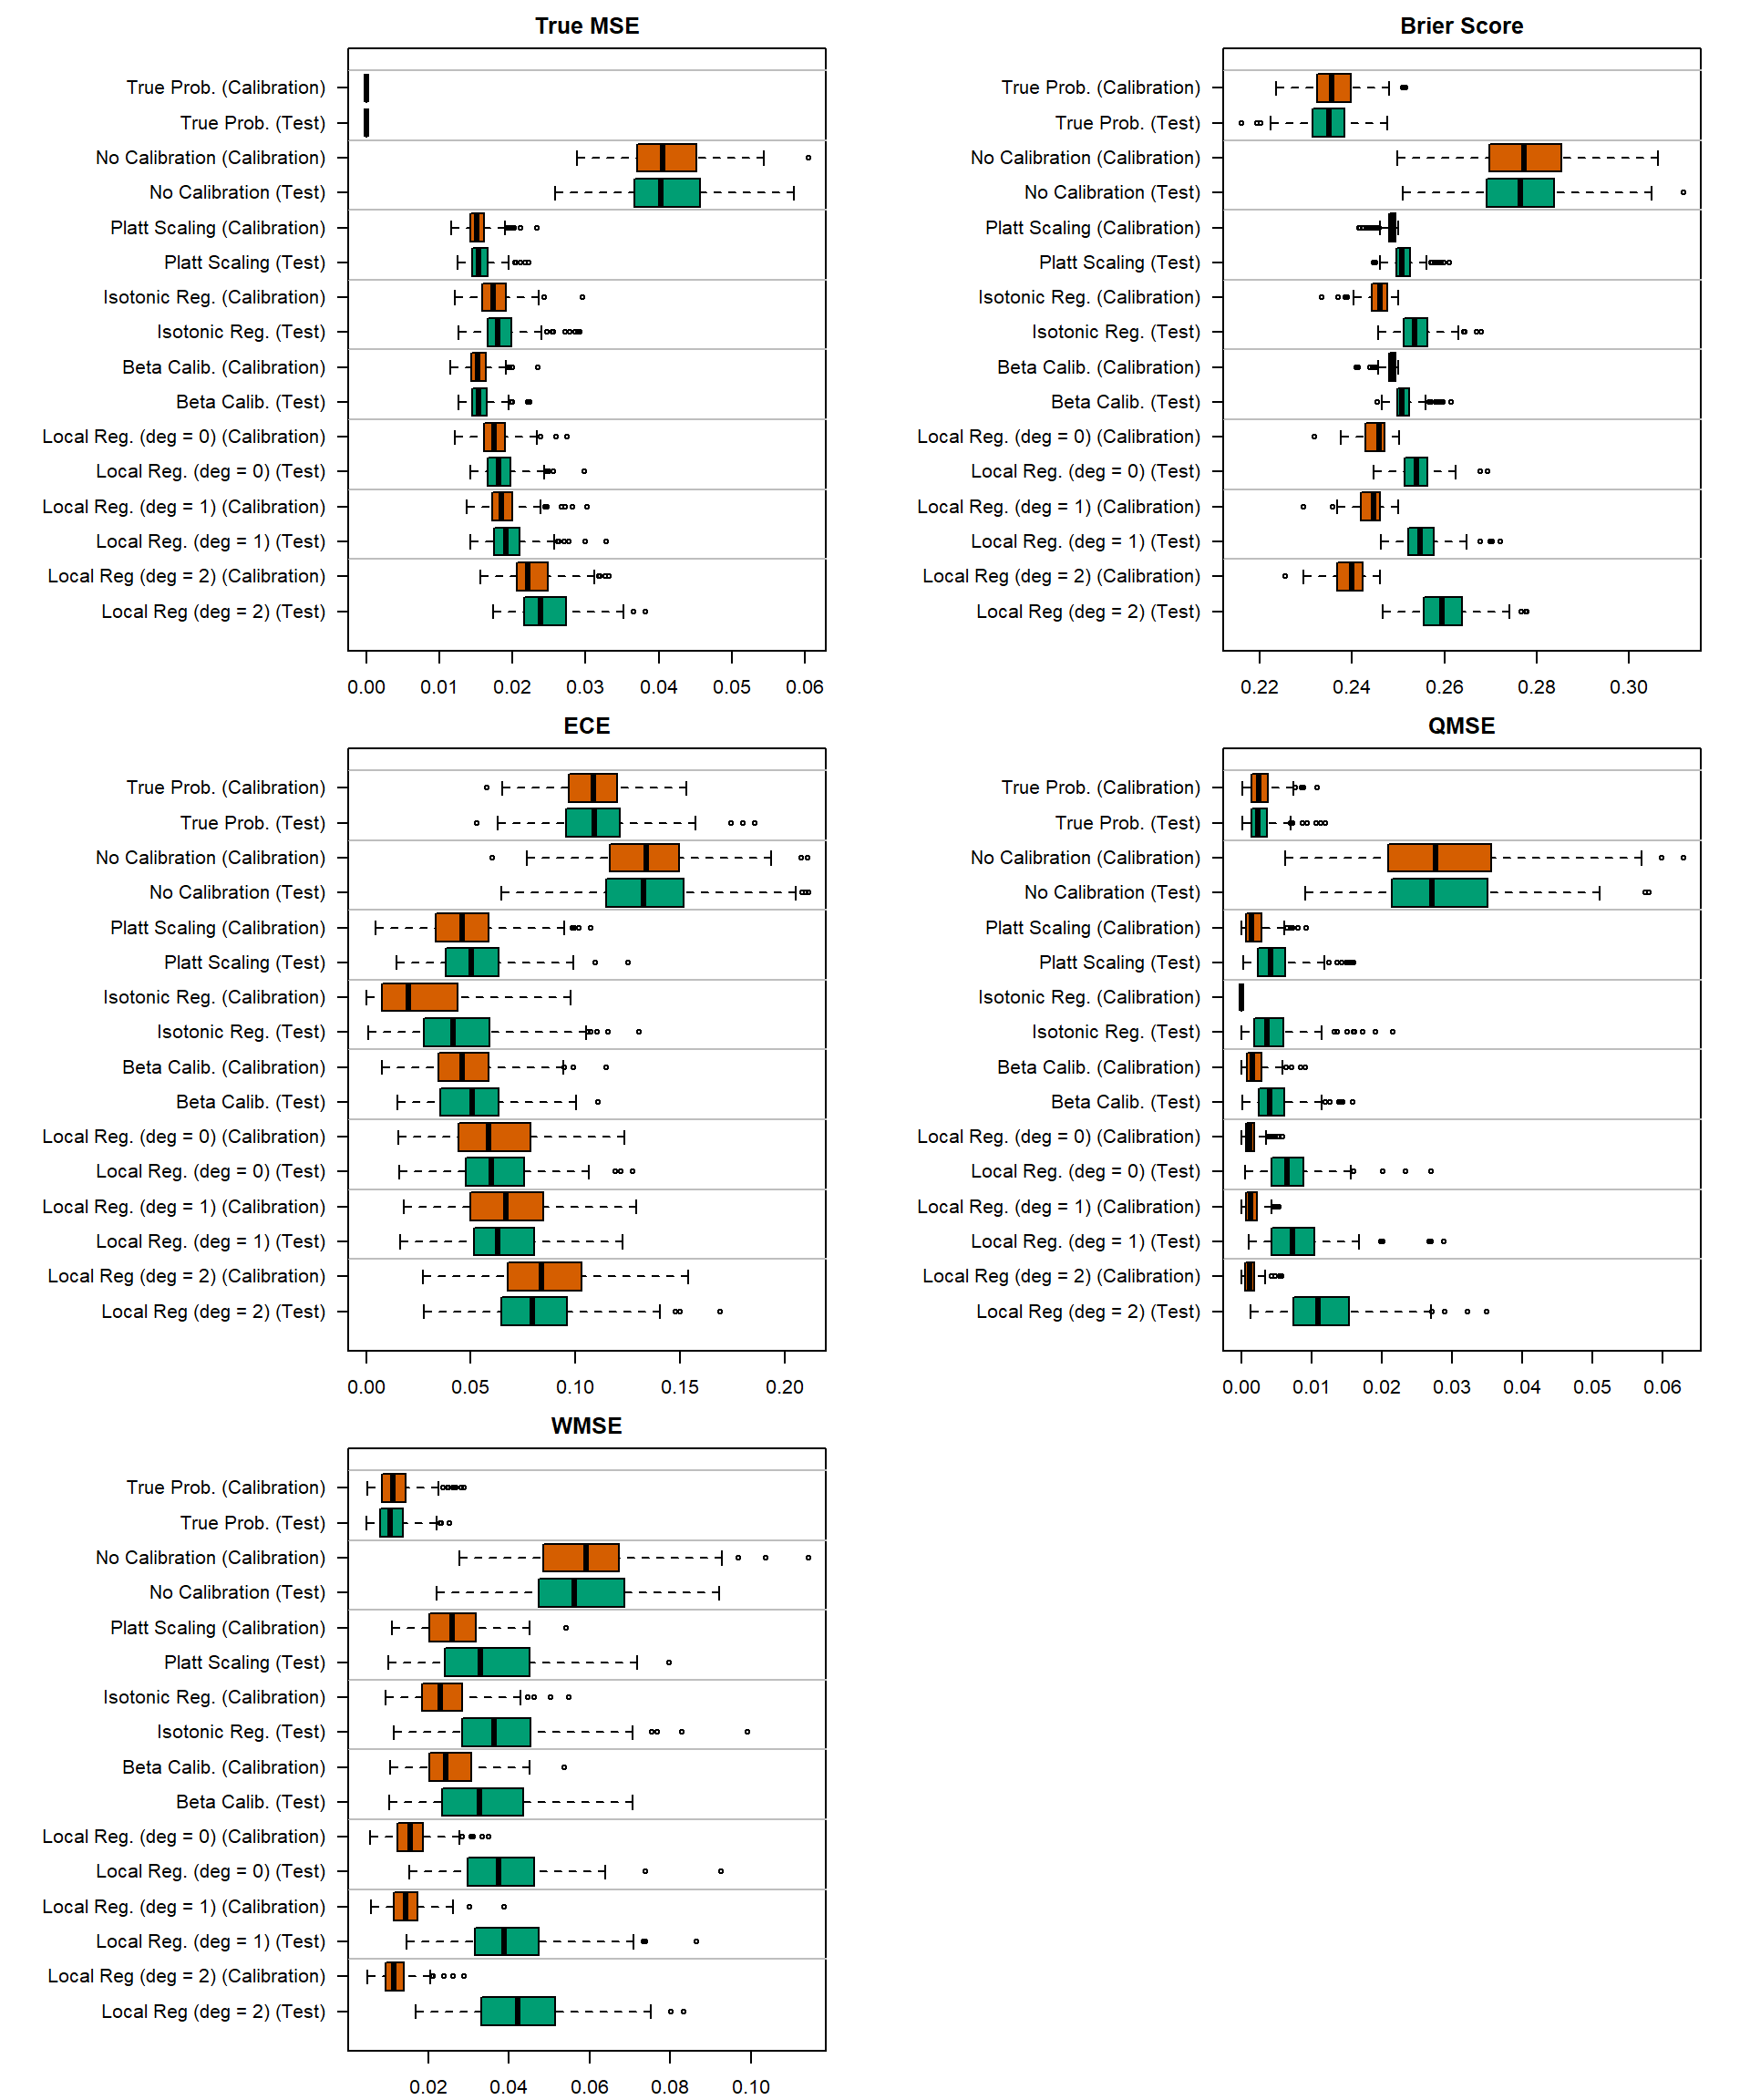 True MSE
True Prob. (Calibration)
True Prob. (Test)
No Calibration (Calibration)
No Calibration (Test)
Platt Scaling (Calibration)
Platt Scaling (Test)
Isotonic Reg. (Calibration)
Isotonic Reg. (Test)
Beta Calib. (Calibration)
Beta Calib. (Test)
Local Reg. (deg = 0) (Calibration)
Local Reg. (deg = 0) (Test)
Local Reg. (deg = 1) (Calibration)
Local Reg. (deg = 1) (Test)
Local Reg (deg = 2) (Calibration)
Local Reg (deg = 2) (Test)
0.00 0.01 0.02 0.03 0.04 0.05 0.06
Brier Score
True Prob. (Calibration)
True Prob. (Test)
No Calibration (Calibration)
No Calibration (Test)
Platt Scaling (Calibration)
Platt Scaling (Test)
Isotonic Reg. (Calibration)
Isotonic Reg. (Test)
Beta Calib. (Calibration)
Beta Calib. (Test)
Local Reg. (deg = 0) (Calibration)
Local Reg. (deg = 0) (Test)
Local Reg. (deg = 1) (Calibration)
Local Reg. (deg = 1) (Test)
Local Reg (deg = 2) (Calibration)
Local Reg (deg = 2) (Test)
0.22 0.24 0.26 0.28 0.30
ECE
True Prob. (Calibration)
True Prob. (Test)
No Calibration (Calibration)
No Calibration (Test)
Platt Scaling (Calibration)
Platt Scaling (Test)
Isotonic Reg. (Calibration)
Isotonic Reg. (Test)
Beta Calib. (Calibration)
Beta Calib. (Test)
Local Reg. (deg = 0) (Calibration)
Local Reg. (deg = 0) (Test)
Local Reg. (deg = 1) (Calibration)
Local Reg. (deg = 1) (Test)
Local Reg (deg = 2) (Calibration)
Local Reg (deg = 2) (Test)
0.00 0.05 0.10 0.15 0.20
QMSE
True Prob. (Calibration)
True Prob. (Test)
No Calibration (Calibration)
No Calibration (Test)
Platt Scaling (Calibration)
Platt Scaling (Test)
Isotonic Reg. (Calibration)
Isotonic Reg. (Test)
Beta Calib. (Calibration)
Beta Calib. (Test)
Local Reg. (deg = 0) (Calibration)
Local Reg. (deg = 0) (Test)
Local Reg. (deg = 1) (Calibration)
Local Reg. (deg = 1) (Test)
Local Reg (deg = 2) (Calibration)
Local Reg (deg = 2) (Test)
0.00 0.01 0.02 0.03 0.04 0.05 0.06
WMSE
True Prob. (Calibration)
True Prob. (Test)
No Calibration (Calibration)
No Calibration (Test)
Platt Scaling (Calibration)
Platt Scaling (Test)
Isotonic Reg. (Calibration)
Isotonic Reg. (Test)
Beta Calib. (Calibration)
Beta Calib. (Test)
Local Reg. (deg = 0) (Calibration)
Local Reg. (deg = 0) (Test)
Local Reg. (deg = 1) (Calibration)
Local Reg. (deg = 1) (Test)
Local Reg (deg = 2) (Calibration)
Local Reg (deg = 2) (Test)
0.02 0.04 0.06 0.08 0.10